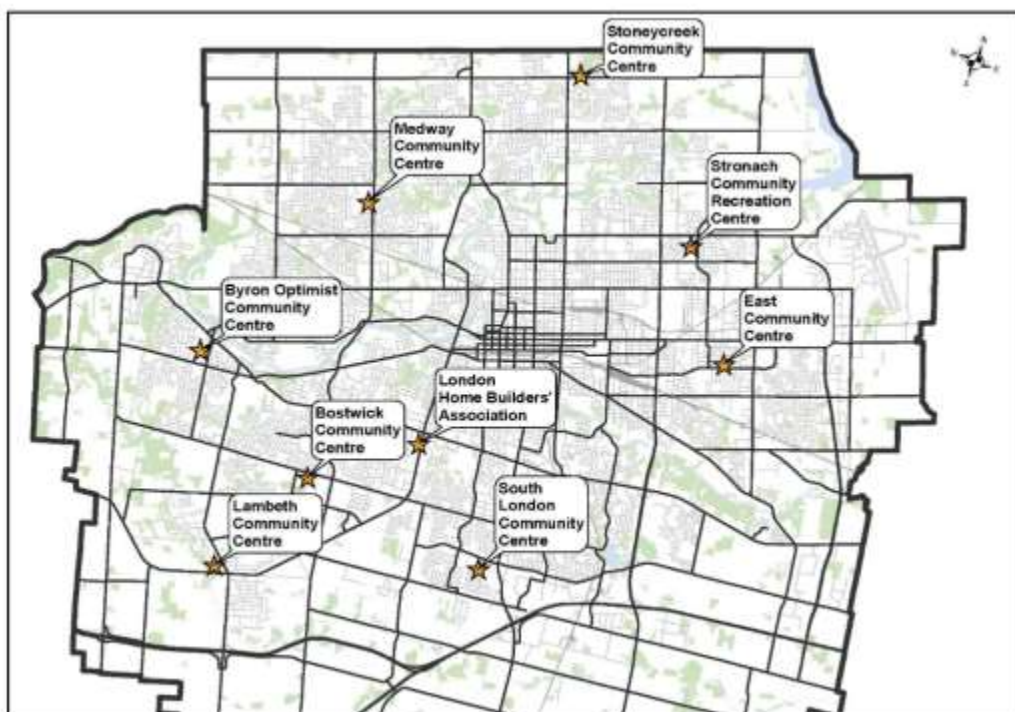 Stoneycreek
Community
Centre
Medway
Community
Centre
Stronach
Community
Recreation
Centre
Byron Optimist
Community
Centre
East
Community
Centre
London
Home Builders'
Association
Bostwick
Community
Centre
South
London
Community
Centre
Lambeth
Community
Centre